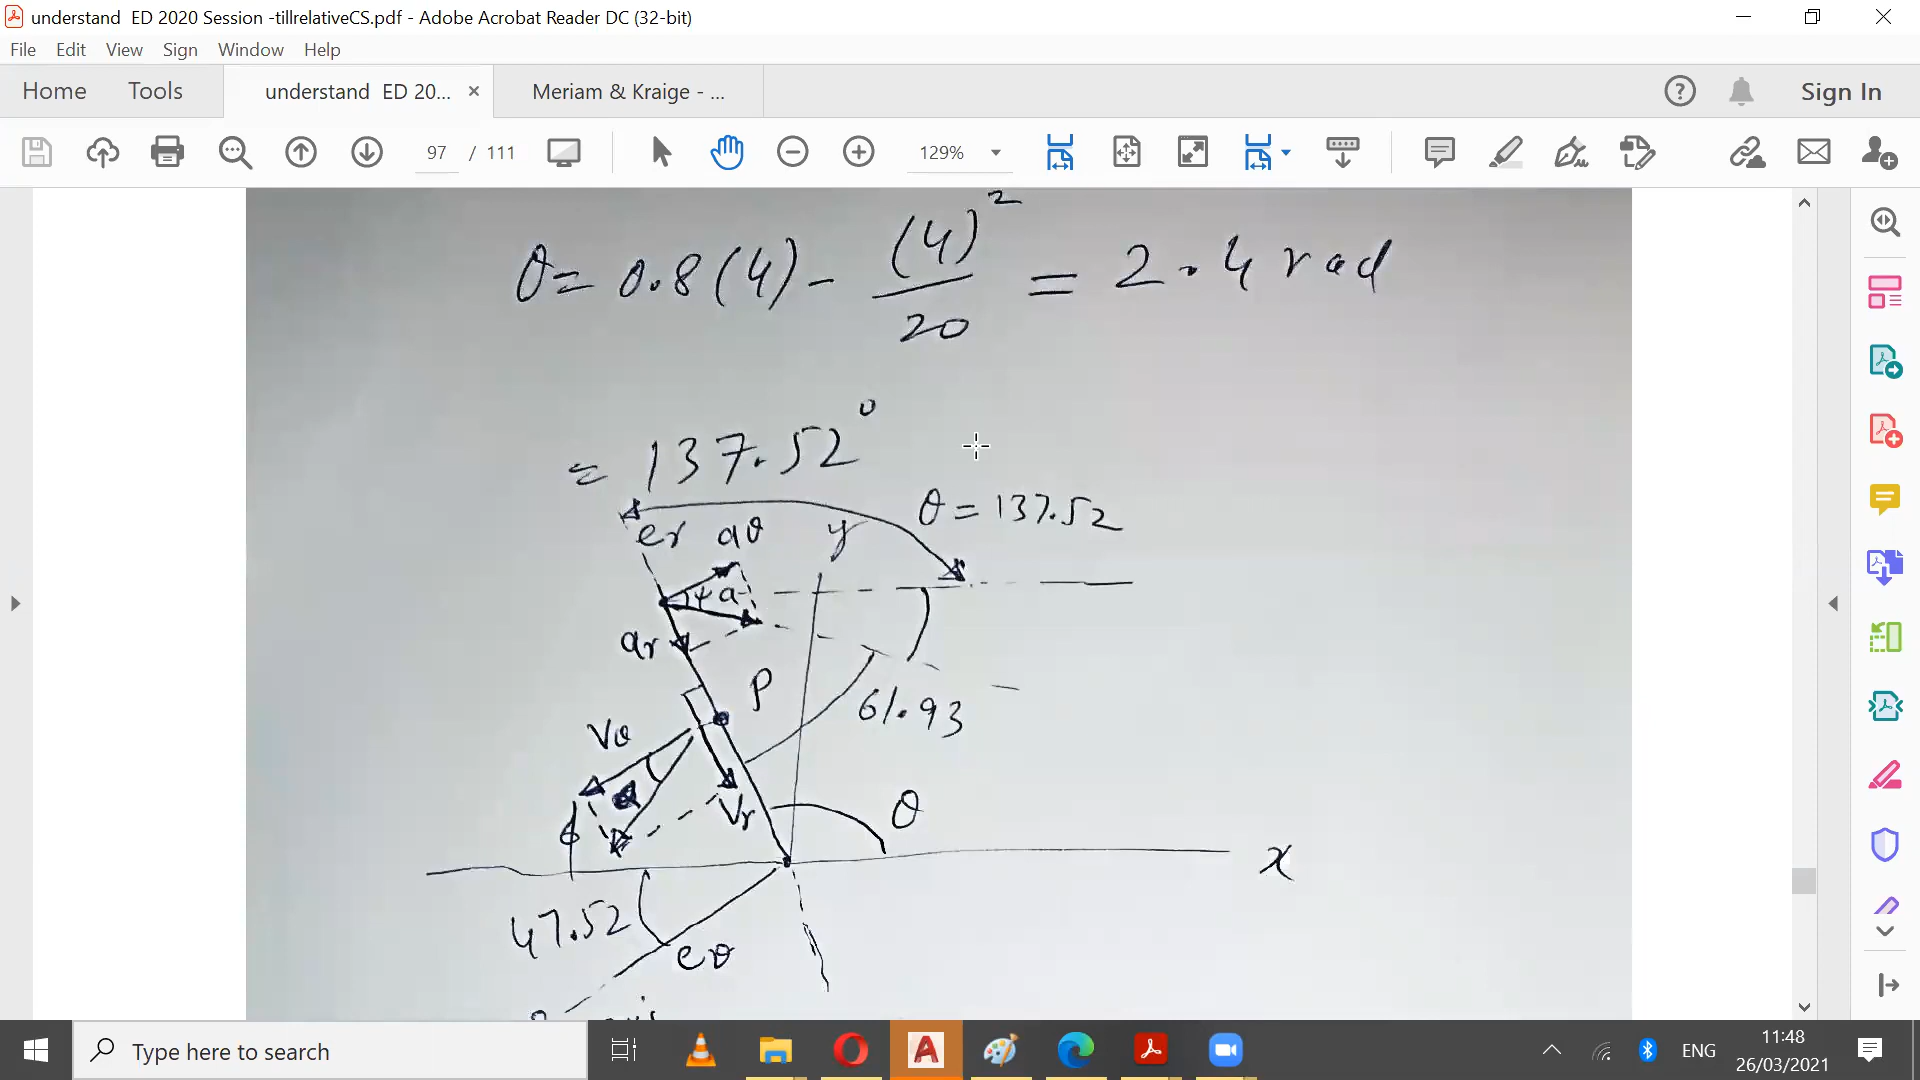 understand ED 2020 Session -tillrelativeCS.pdf - Adobe Acrobat Reader DC (32-bit)
File Edit View Sign Window Help
Home Tools understand ED 20... × Meriam & Kraige - ... Sign In
97 / 111 129%
θ = 0.8(4) - (4)² / 20 = 2.4 rad
= 137.52°
θ = 137.52
er aθ y
ψ a
ar
P
61.93
Vθ
Vr θ
ϕ
x
47.52
eθ
Type here to search
ENG
11:48
26/03/2021